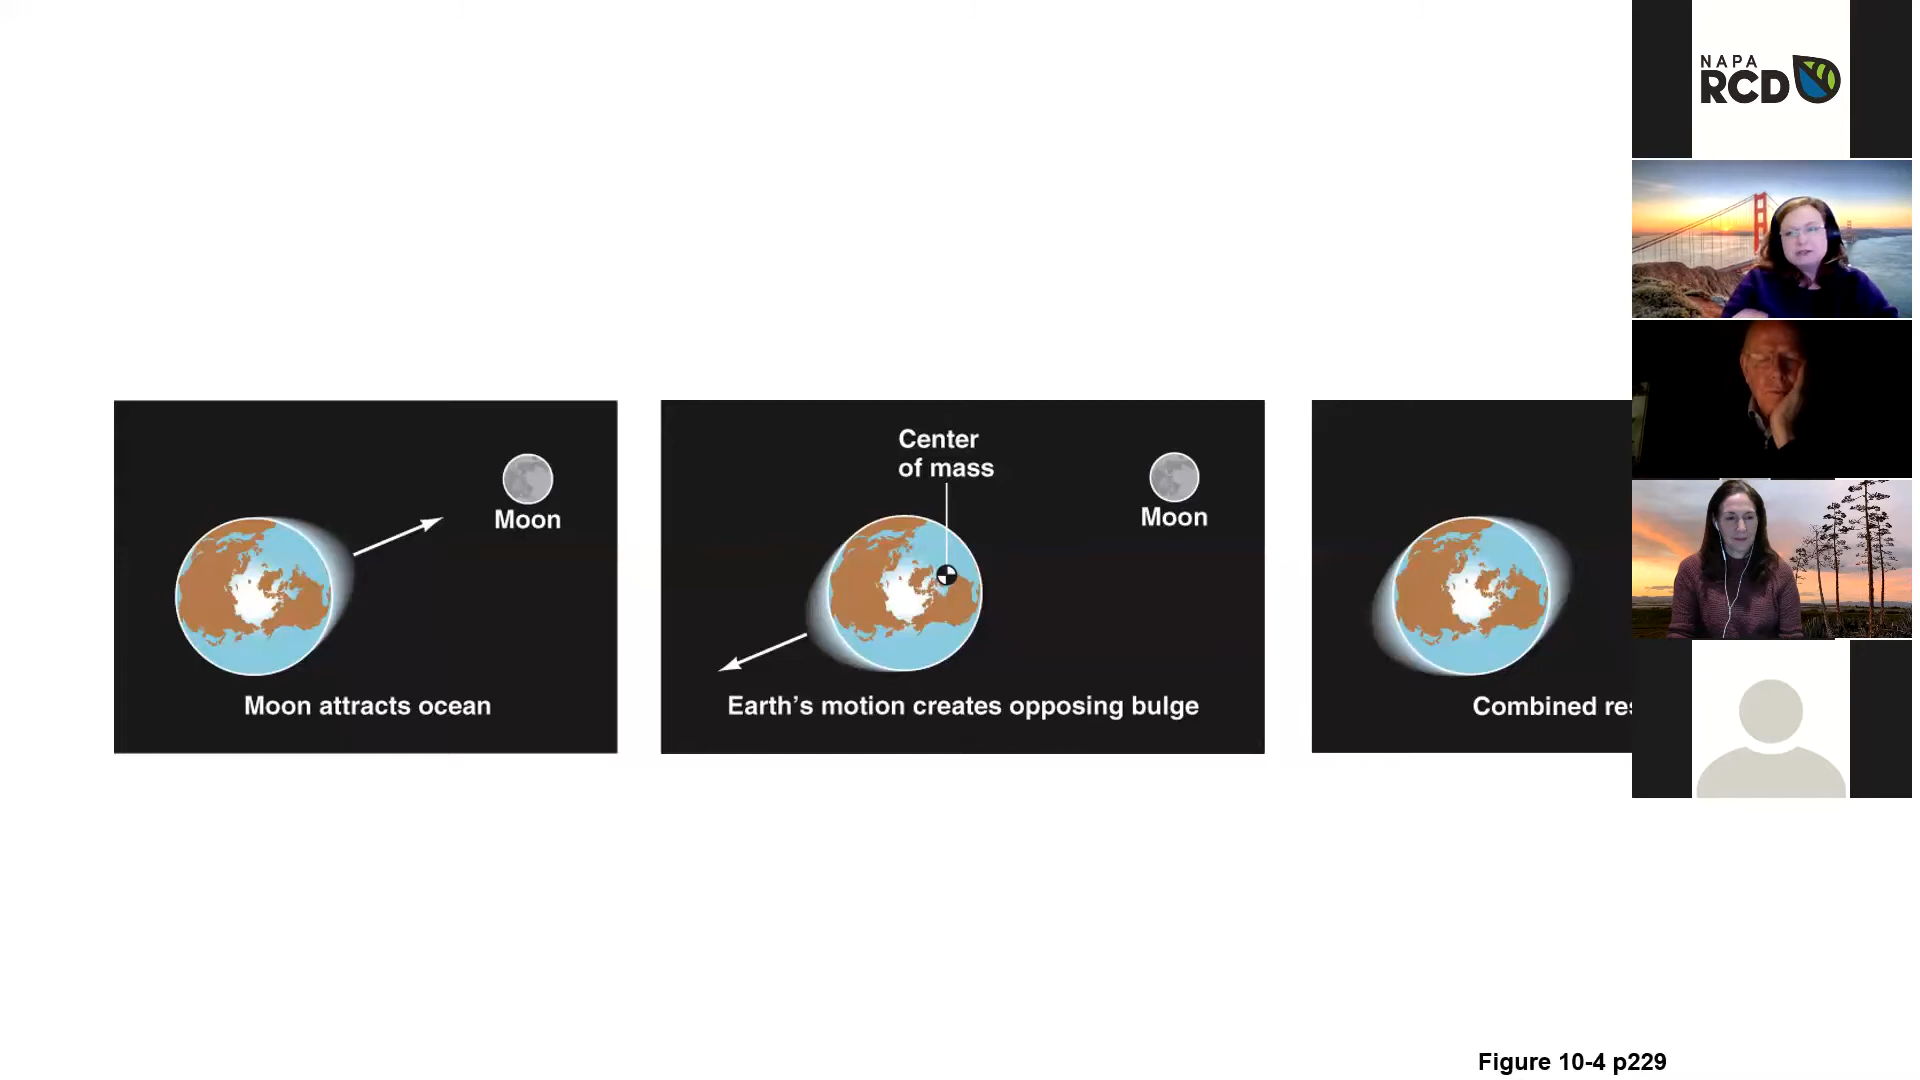 NAPA
RCD
Center
of mass
Moon
Moon
Moon attracts ocean
Earth's motion creates opposing bulge
Combined res
Figure 10-4 p229